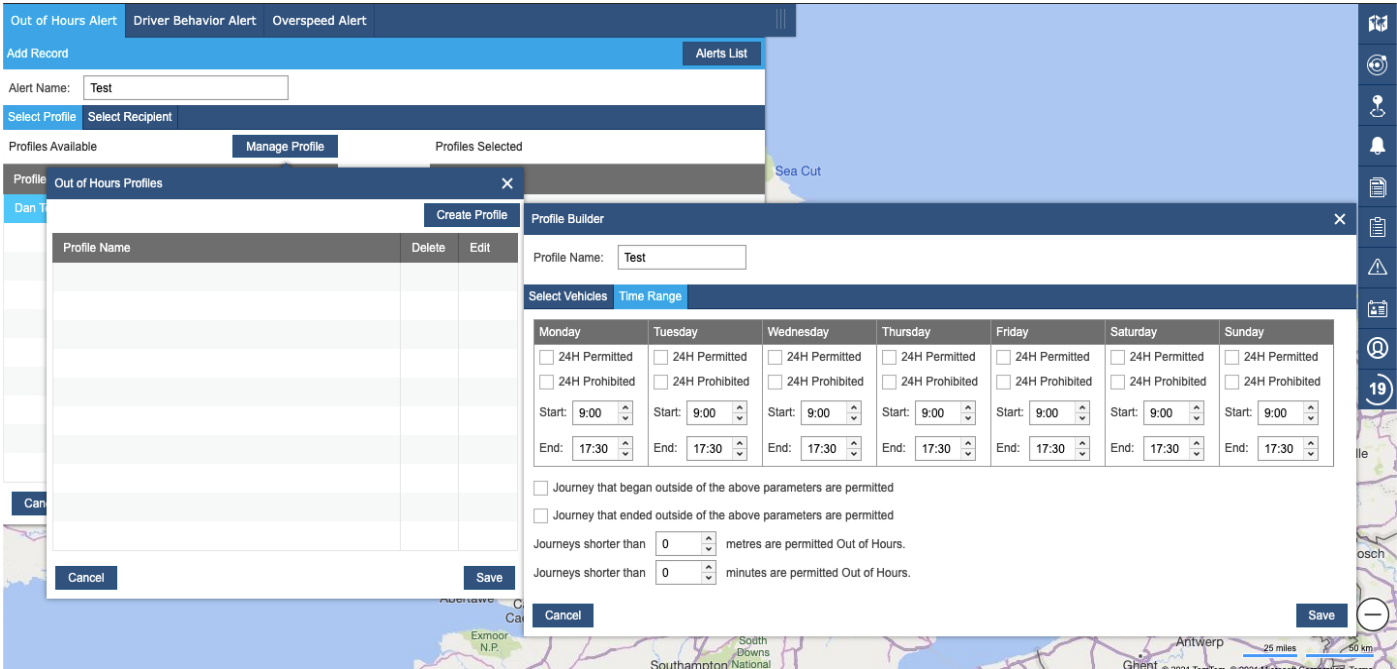 Out of Hours Alert Driver Behavior Alert Overspeed Alert
Add Record Alerts List
Alert Name: Test
Select Profile Select Recipient
Profiles Available Manage Profile Profiles Selected
Sea Cut
Out of Hours Profiles
Dan
Create Profile
Profile Name Delete Edit
Cancel Save
Profile Builder
Profile Name: Test
Select Vehicles Time Range
Monday Tuesday Wednesday Thursday Friday Saturday Sunday
24H Permitted 24H Permitted 24H Permitted 24H Permitted 24H Permitted 24H Permitted 24H Permitted
24H Prohibited 24H Prohibited 24H Prohibited 24H Prohibited 24H Prohibited 24H Prohibited 24H Prohibited
Start: 9:00 Start: 9:00 Start: 9:00 Start: 9:00 Start: 9:00 Start: 9:00 Start: 9:00
End: 17:30 End: 17:30 End: 17:30 End: 17:30 End: 17:30 End: 17:30 End: 17:30
Journey that began outside of the above parameters are permitted
Journey that ended outside of the above parameters are permitted
Journeys shorter than 0 metres are permitted Out of Hours.
Journeys shorter than 0 minutes are permitted Out of Hours.
Cancel Save
19
Exmoor
N.P.
Southampton
South
Downs
National
Antwerp
25 miles 50 km